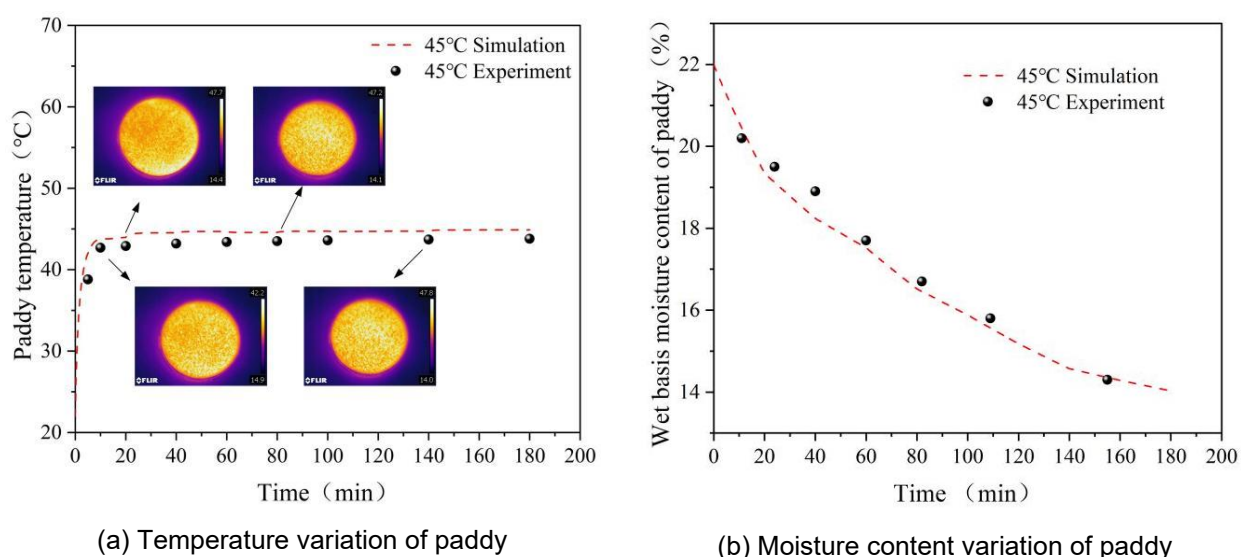 70
60
50
40
30
20
Paddy temperature（℃）
45℃ Simulation
45℃ Experiment
47.7
14.4
FLIR
47.2
14.1
FLIR
42.2
14.9
FLIR
47.8
14.0
FLIR
0 20 40 60 80 100 120 140 160 180 200
Time（min）
(a) Temperature variation of paddy
22
20
18
16
14
Wet basis moisture content of paddy（%）
45℃ Simulation
45℃ Experiment
0 20 40 60 80 100 120 140 160 180 200
Time （min）
(b) Moisture content variation of paddy